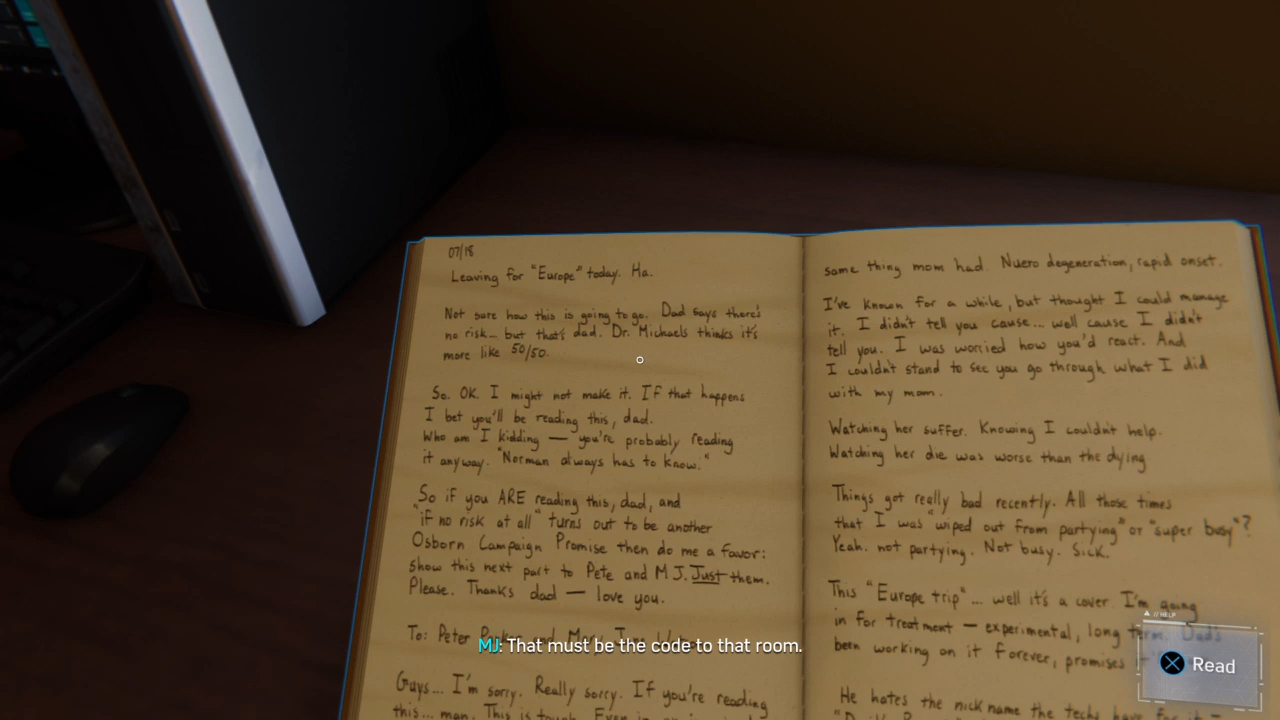 07/18
Leaving for "Europe" today. Ha.
Not sure how this is going to go. Dad says there's
no risk... but that's dad. Dr. Michaels thinks it's
more like 50/50.
So. OK. I might not make it. If that happens
I bet you'll be reading this, dad.
Who am I kidding — you're probably reading
it anyway. "Norman always has to know."
So if you ARE reading this, dad, and
"if no risk at all" turns out to be another
Osborn Campaign Promise then do me a favor:
show this next part to Pete and MJ. Just them.
Please. Thanks dad — love you.
To: Peter
Guys... I'm sorry. Really sorry. If you're reading
this... man. This is tough. Even
same thing mom had. Nuero degeneration, rapid onset.
I've known for a while, but thought I could manage
it. I didn't tell you cause... well cause I didn't
tell you. I was worried how you'd react. And
I couldn't stand to see you go through what I did
with my mom.
Watching her suffer. Knowing I couldn't help.
Watching her die was worse than the dying
Things got really bad recently. All those times
that I was "wiped out from partying" or "super busy"?
Yeah. not partying. Not busy. Sick.
This "Europe trip"... well it's a cover. I'm going
in for treatment — experimental, long term. Dad's
been working on it forever, promises
He hates the nickname the techs have for it
MJ: That must be the code to that room.
// HELP
Read